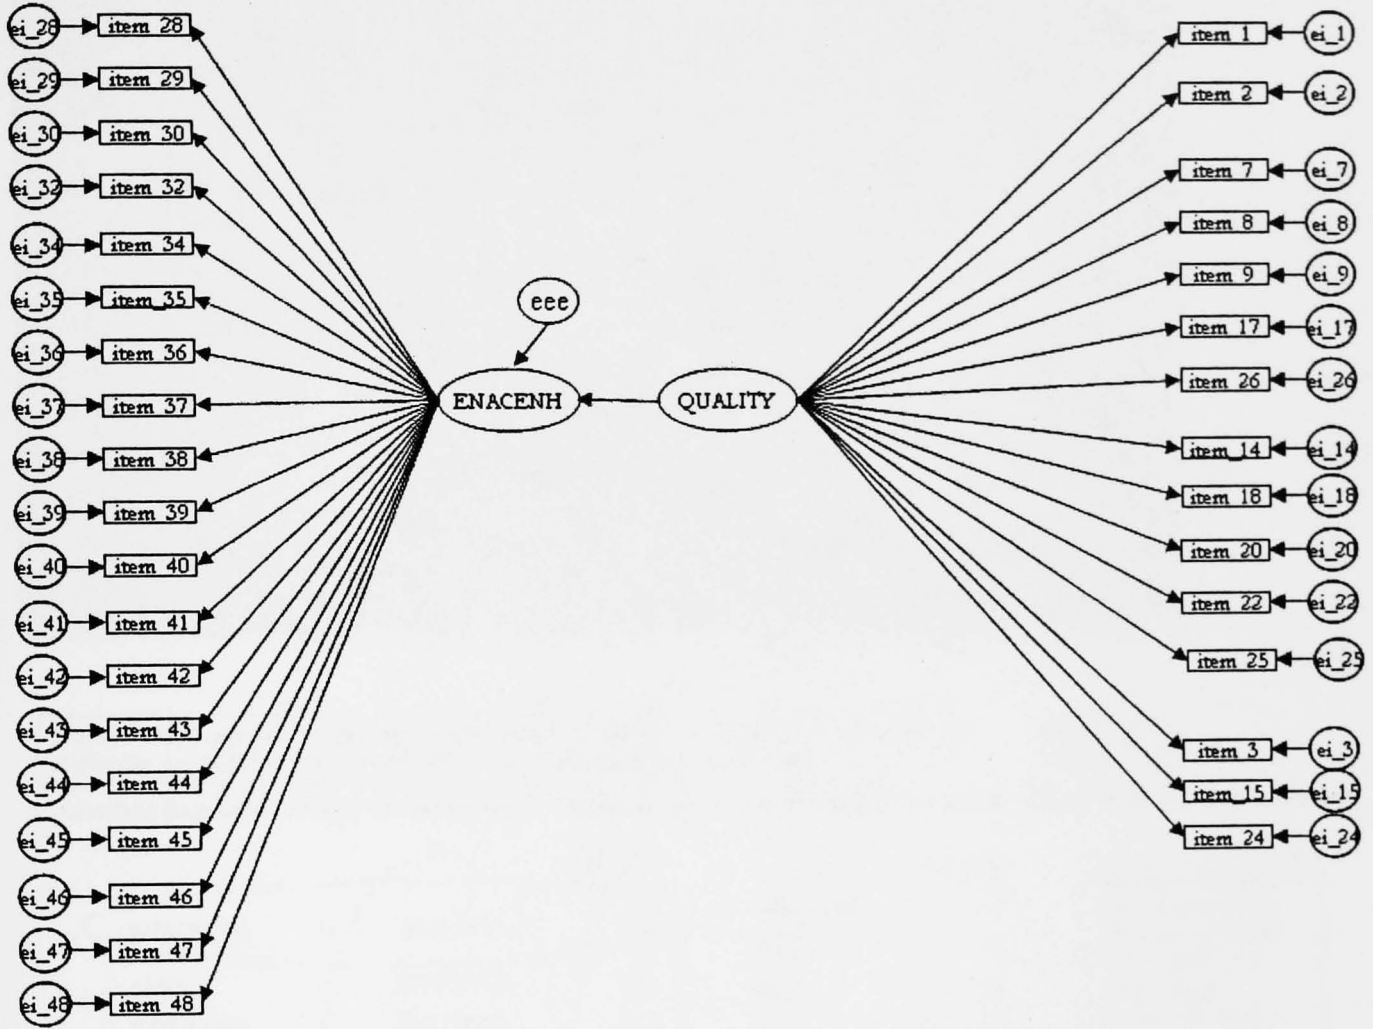 ei_28 item 28
ei_29 item 29
ei_30 item 30
ei_32 item 32
ei_34 item 34
ei_35 item_35
ei_36 item 36
ei_37 item 37
ei_38 item 38
ei_39 item 39
ei_40 item 40
ei_41 item 41
ei_42 item 42
ei_43 item 43
ei_44 item 44
ei_45 item 45
ei_46 item 46
ei_47 item 47
ei_48 item 48
eee
ENACENH
QUALITY
item 1 ei_1
item 2 ei_2
item 7 ei_7
item 8 ei_8
item 9 ei_9
item 17 ei_17
item 26 ei_26
item_14 ei_14
item 18 ei_18
item 20 ei_20
item 22 ei_22
item 25 ei_25
item 3 ei_3
item_15 ei_15
item 24 ei_24